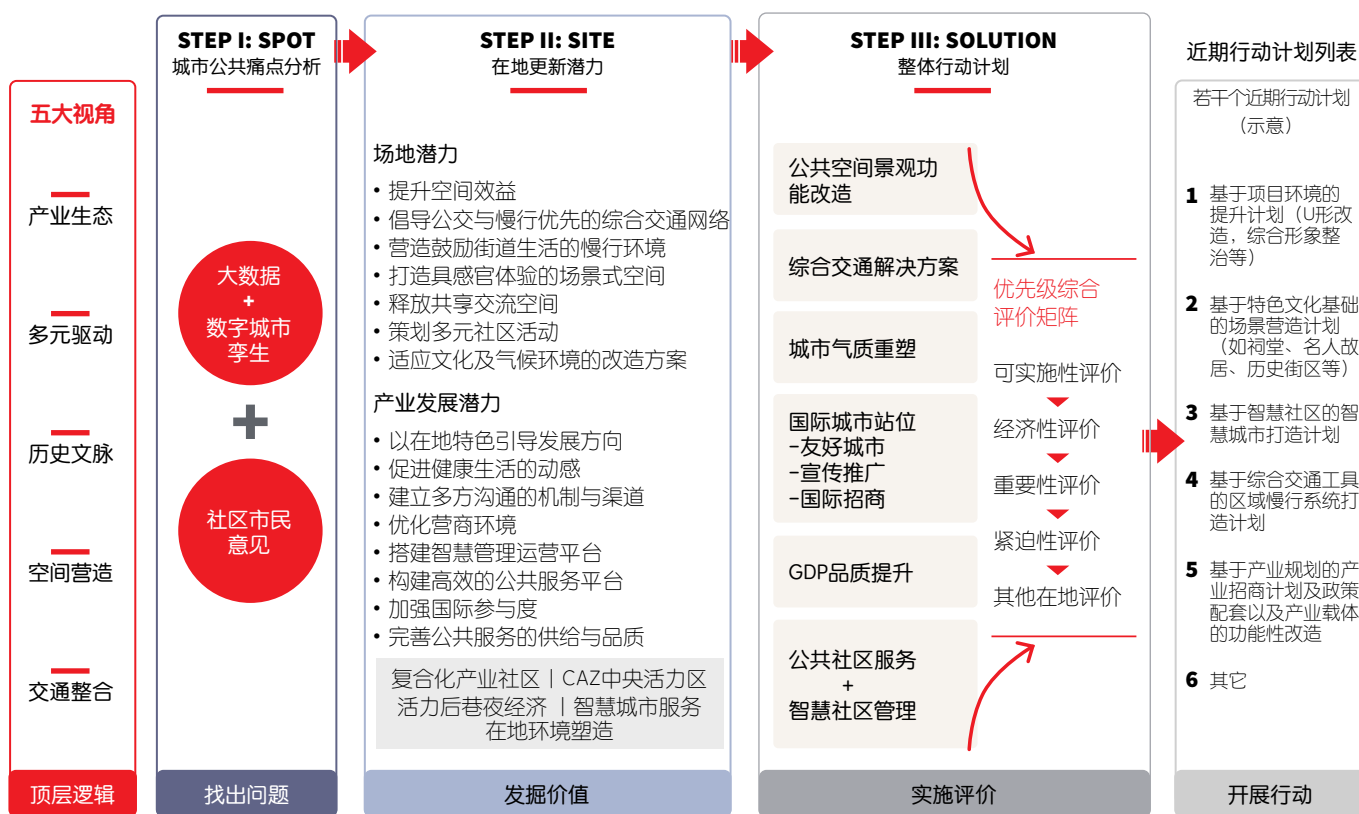 五大视角
产业生态
多元驱动
历史文脉
空间营造
交通整合
顶层逻辑
STEP I: SPOT
城市公共痛点分析
大数据
+
数字城市
孪生
社区市民
意见
找出问题
STEP II: SITE
在地更新潜力
场地潜力
• 提升空间效益
• 倡导公交与慢行优先的综合交通网络
• 营造鼓励街道生活的慢行环境
• 打造具感官体验的场景式空间
• 释放共享交流空间
• 策划多元社区活动
• 适应文化及气候环境的改造方案
产业发展潜力
• 以在地特色引导发展方向
• 促进健康生活的动感
• 建立多方沟通的机制与渠道
• 优化营商环境
• 搭建智慧管理运营平台
• 构建高效的公共服务平台
• 加强国际参与度
• 完善公共服务的供给与品质
复合化产业社区丨CAZ中央活力区
活力后巷夜经济 丨智慧城市服务
在地环境塑造
发掘价值
STEP III: SOLUTION
整体行动计划
公共空间景观功
能改造
综合交通解决方案
城市气质重塑
国际城市站位
-友好城市
-宣传推广
-国际招商
GDP品质提升
公共社区服务
+
智慧社区管理
优先级综合
评价矩阵
可实施性评价
经济性评价
重要性评价
紧迫性评价
其他在地评价
实施评价
近期行动计划列表
若干个近期行动计划
（示意）
1 基于项目环境的
提升计划（U形改
造，综合形象整
治等）
2 基于特色文化基础
的场景营造计划
（如祠堂、名人故
居、历史街区等）
3 基于智慧社区的智
慧城市打造计划
4 基于综合交通工具
的区域慢行系统打
造计划
5 基于产业规划的产
业招商计划及政策
配套以及产业载体
的功能性改造
6 其它
开展行动